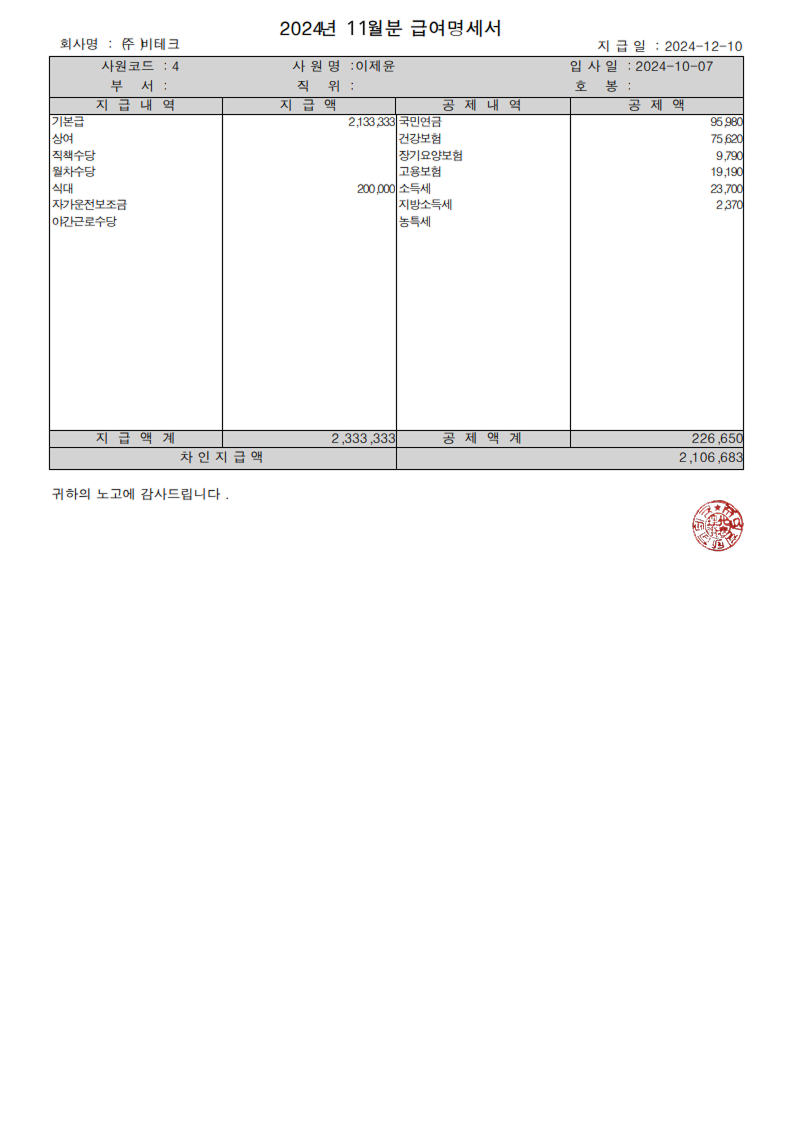 2024년 11월분 급여명세서
회사명 : (주)비테크
지 급 일 : 2024-12-10
사원코드 : 4 사 원 명 :이제윤 입 사 일 : 2024-10-07
부 서 : 직 위 : 호 봉 :
지 급 내 역 지 급 액 공 제 내 역 공 제 액
기본급 2,133,333 국민연금 95,980
상여 건강보험 75,620
직책수당 장기요양보험 9,790
월차수당 고용보험 19,190
식대 200,000 소득세 23,700
자가운전보조금 지방소득세 2,370
야간근로수당 농특세
지 급 액 계 2,333,333 공 제 액 계 226,650
차 인 지 급 액 2,106,683
귀하의 노고에 감사드립니다 .